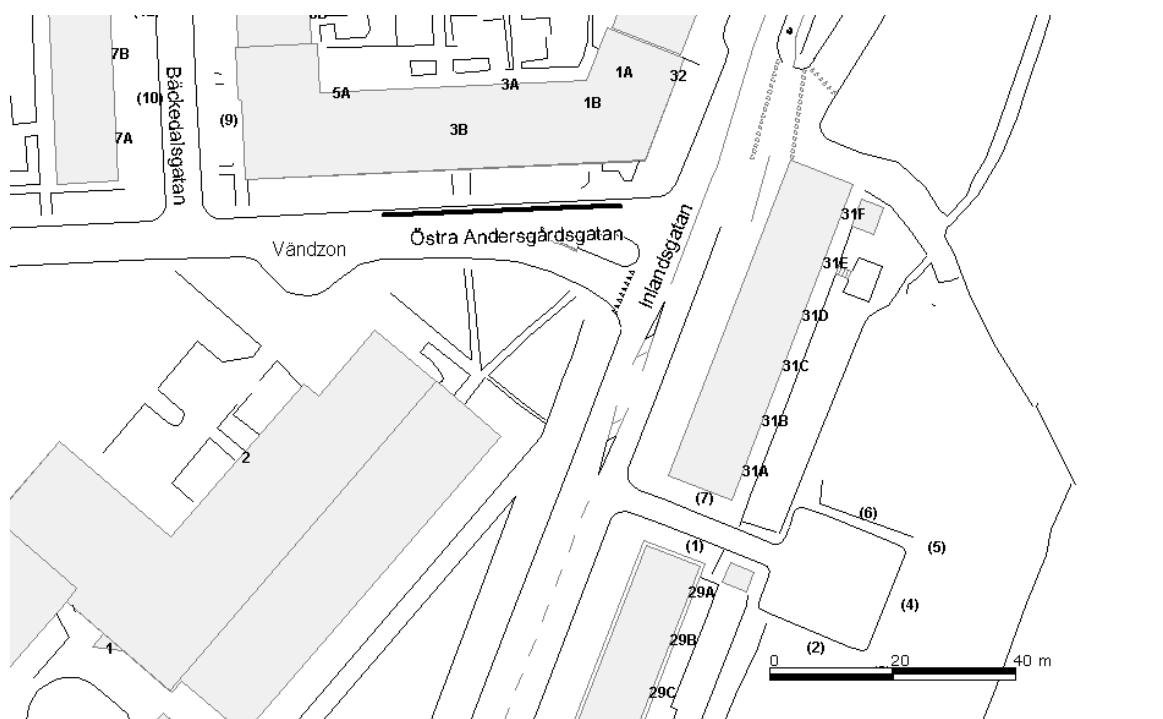 7B
Bäckedalsgatan
(10)
7A
(9)
5A
3A
3B
1A
1B
32
Östra Andersgårdsgatan
Vändzon
Inlandsgatan
31F
31E
31D
31C
31B
31A
(7)
(6)
(5)
(4)
(1)
29A
29B
29C
(2)
2
1
0 20 40 m